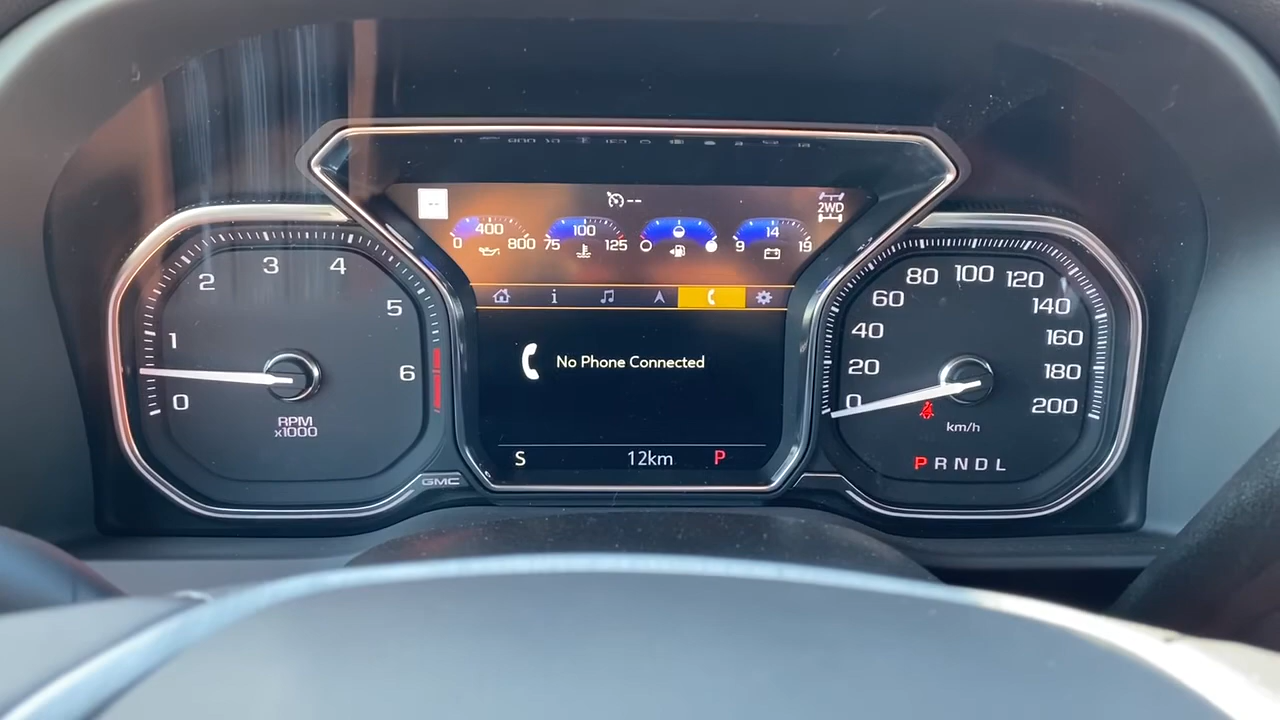 --
--
2WD
0 400 800
75 100 125
9 14 19
i
No Phone Connected
S 12km P
0 1 2 3 4 5 6
RPM
x1000
GMC
0 20 40 60 80 100 120 140 160 180 200
km/h
P R N D L